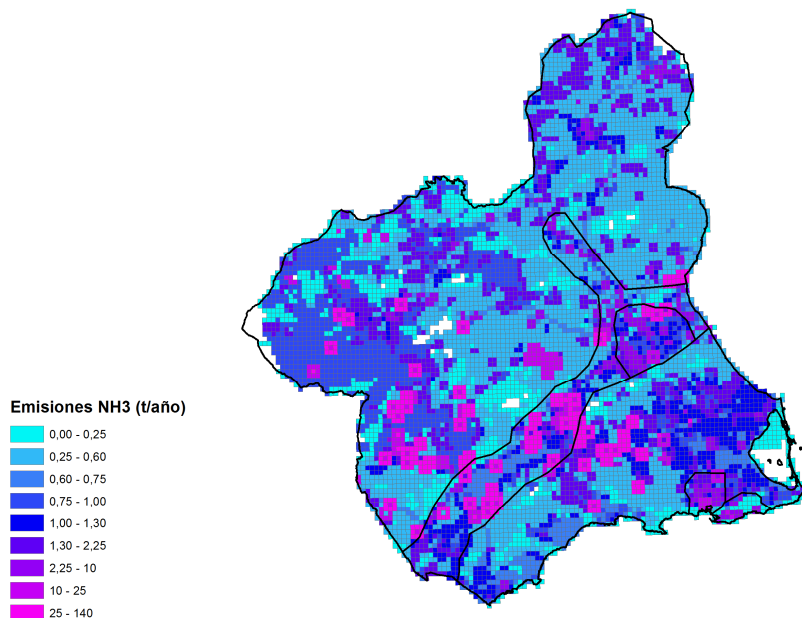 Emisiones NH3 (t/año)
0,00 - 0,25
0,25 - 0,60
0,60 - 0,75
0,75 - 1,00
1,00 - 1,30
1,30 - 2,25
2,25 - 10
10 - 25
25 - 140